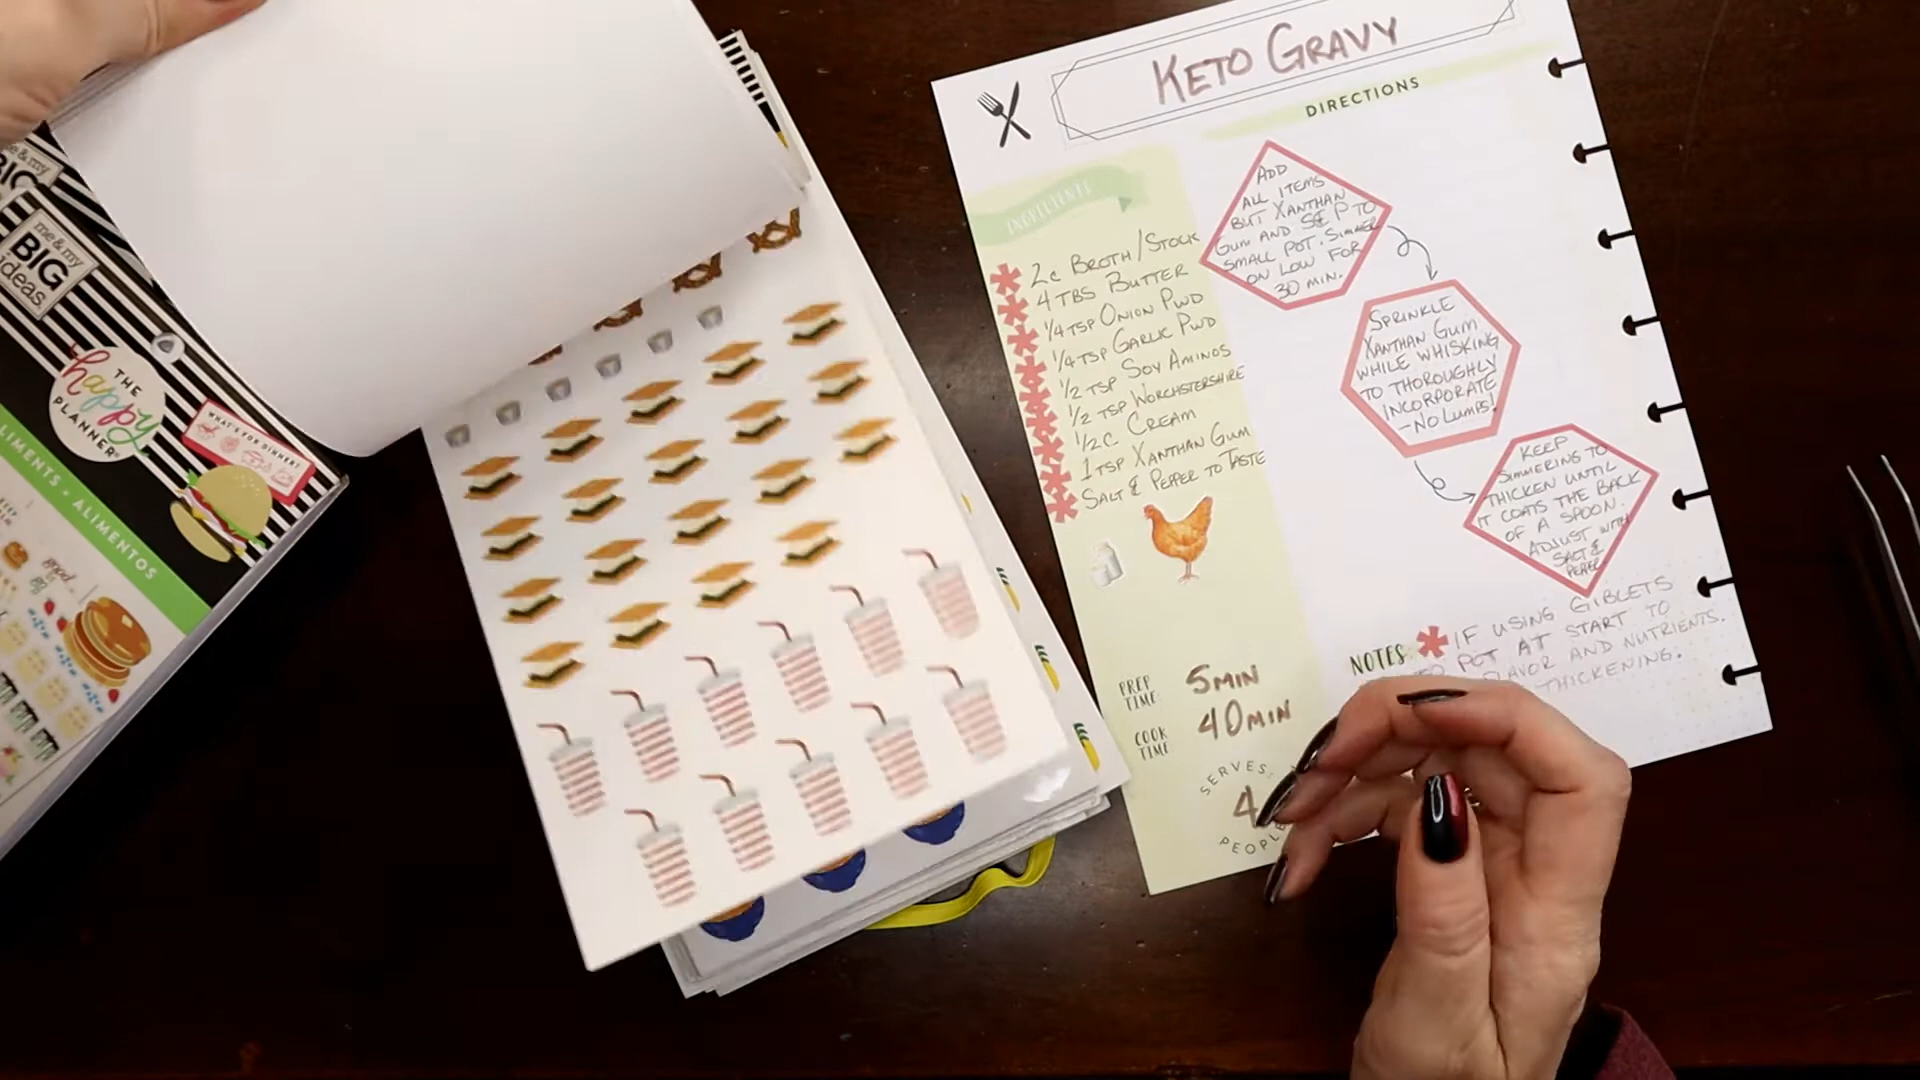 me & my
BIG
me & my
BIG
ideas
THE
happy
PLANNER
WHAT'S FOR DINNER?
ALIMENTOS
KETO GRAVY
DIRECTIONS
INGREDIENTS
2c BROTH/STOCK
4 TBS BUTTER
1/4 TSP ONION PWD
1/4 TSP GARLIC PWD
1/2 TSP SOY AMINOS
1/2 TSP WORCHSTERSHIRE
1/2 C CREAM
1 TSP XANTHAN GUM
SALT & PEPPER TO TASTE
ADD
ALL ITEMS
BUT XANTHAN
GUM AND S&P TO
SMALL POT. SIMMER
ON LOW FOR
30 MIN.
SPRINKLE
XANTHAN GUM
WHILE WHISKING
TO THOROUGHLY
INCORPORATE
- NO LUMPS!
KEEP
SIMMERING TO
THICKEN UNTIL
IT COATS THE BACK
OF A SPOON.
ADJUST WITH
SALT &
PEPPER
NOTES:
IF USING GIBLETS
POT AT START TO
AND NUTRIENTS.
THICKENING.
PREP
TIME:
5 MIN
COOK
TIME
40 MIN
SERVES:
4
PEOPLE